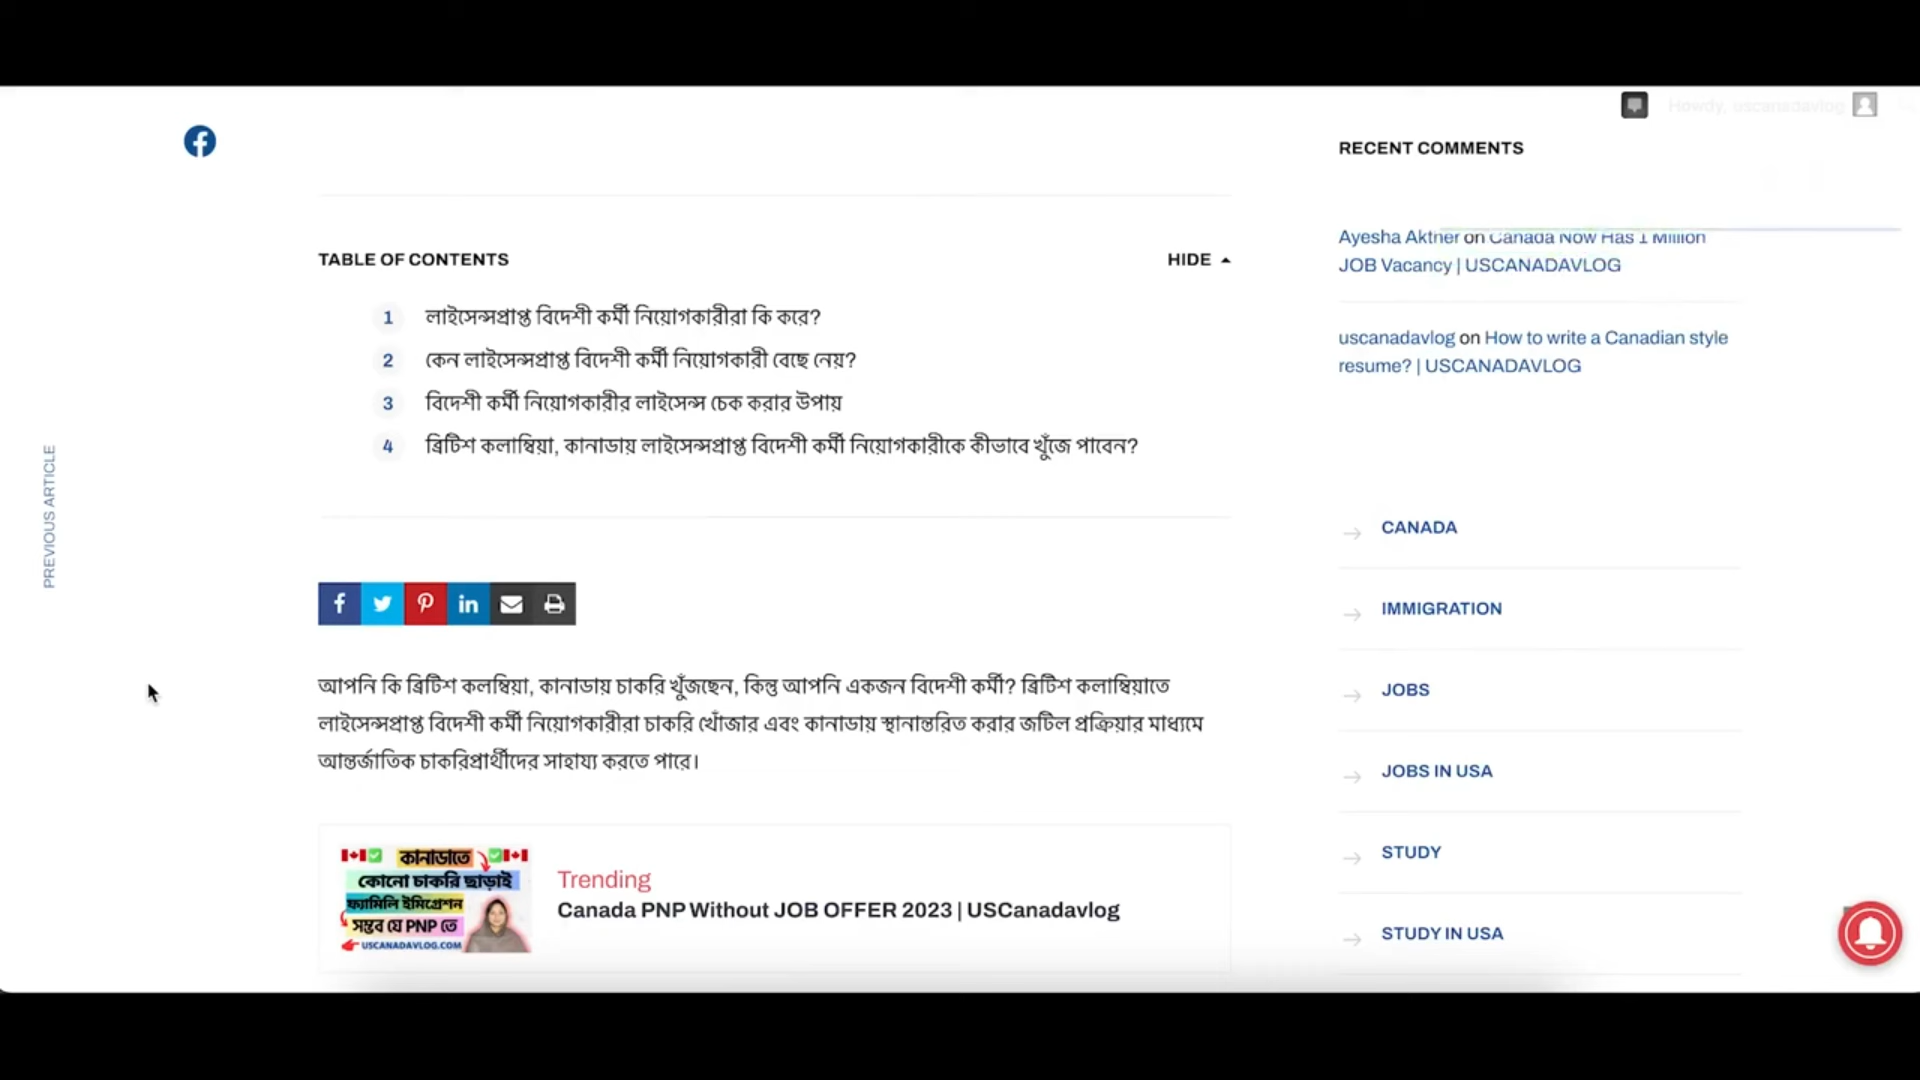 Howdy, uscanadavlog
RECENT COMMENTS
Ayesha Aktner on Canada Now Has 1 Million
JOB Vacancy | USCANADAVLOG
uscanadavlog on How to write a Canadian style
resume? | USCANADAVLOG
TABLE OF CONTENTS
HIDE
1 লাইসেন্সপ্রাপ্ত বিদেশী কর্মী নিয়োগকারীরা কি করে?
2 কেন লাইসেন্সপ্রাপ্ত বিদেশী কর্মী নিয়োগকারী বেছে নেয়?
3 বিদেশী কর্মী নিয়োগকারীর লাইসেন্স চেক করার উপায়
4 ব্রিটিশ কলাম্বিয়া, কানাডায় লাইসেন্সপ্রাপ্ত বিদেশী কর্মী নিয়োগকারীকে কীভাবে খুঁজে পাবেন?
PREVIOUS ARTICLE
আপনি কি ব্রিটিশ কলম্বিয়া, কানাডায় চাকরি খুঁজছেন, কিন্তু আপনি একজন বিদেশী কর্মী? ব্রিটিশ কলাম্বিয়াতে
লাইসেন্সপ্রাপ্ত বিদেশী কর্মী নিয়োগকারীরা চাকরি খোঁজার এবং কানাডায় স্থানান্তরিত করার জটিল প্রক্রিয়ার মাধ্যমে
আন্তর্জাতিক চাকরিপ্রার্থীদের সাহায্য করতে পারে।
কানাডাতে
কোনো চাকরি ছাড়াই
ফ্যামিলি ইমিগ্রেশন
সম্ভব যে PNP তে
USCANADAVLOG.COM
Trending
Canada PNP Without JOB OFFER 2023 | USCanadavlog
CANADA
IMMIGRATION
JOBS
JOBS IN USA
STUDY
STUDY IN USA